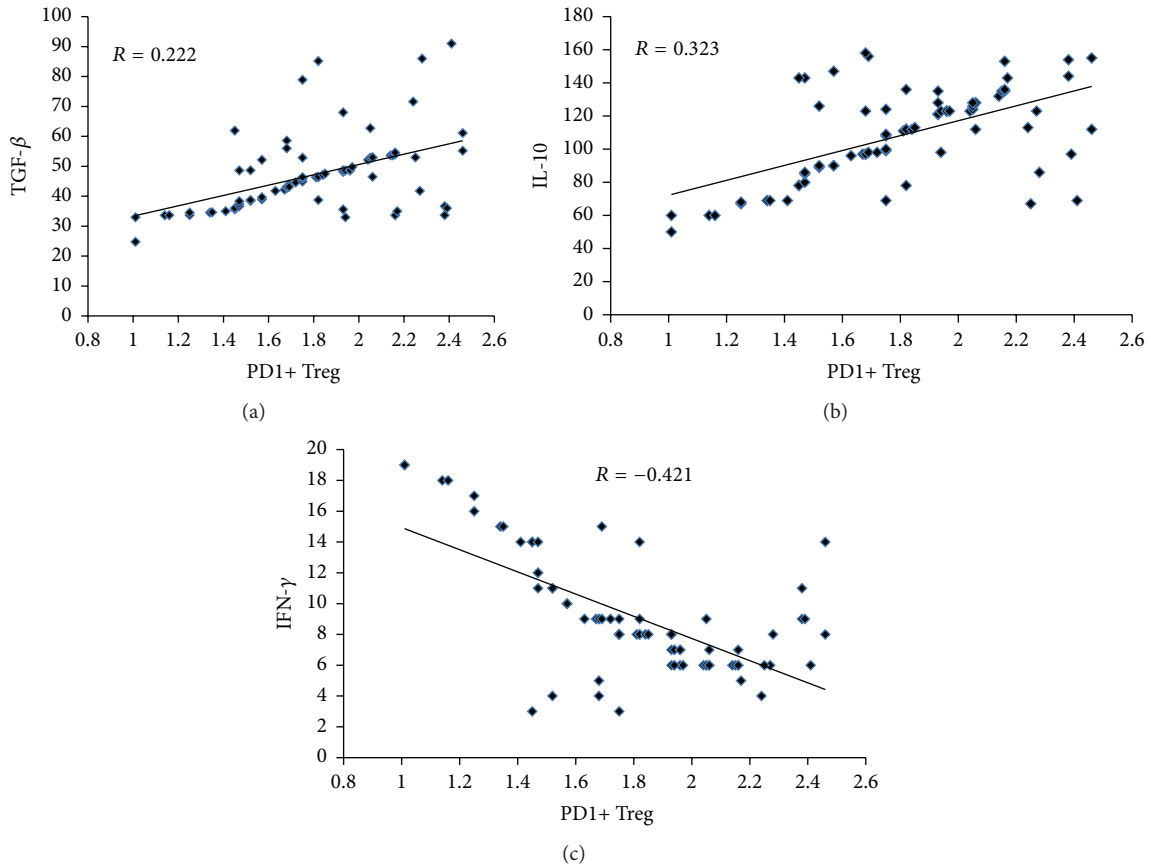 100
90
80
70
60
50
40
30
20
10
0
TGF-β
R = 0.222
0.8 1 1.2 1.4 1.6 1.8 2 2.2 2.4 2.6
PD1+ Treg
(a)
180
160
140
120
100
80
60
40
20
0
IL-10
R = 0.323
0.8 1 1.2 1.4 1.6 1.8 2 2.2 2.4 2.6
PD1+ Treg
(b)
20
18
16
14
12
10
8
6
4
2
0
IFN-γ
R = −0.421
0.8 1 1.2 1.4 1.6 1.8 2 2.2 2.4 2.6
PD1+ Treg
(c)